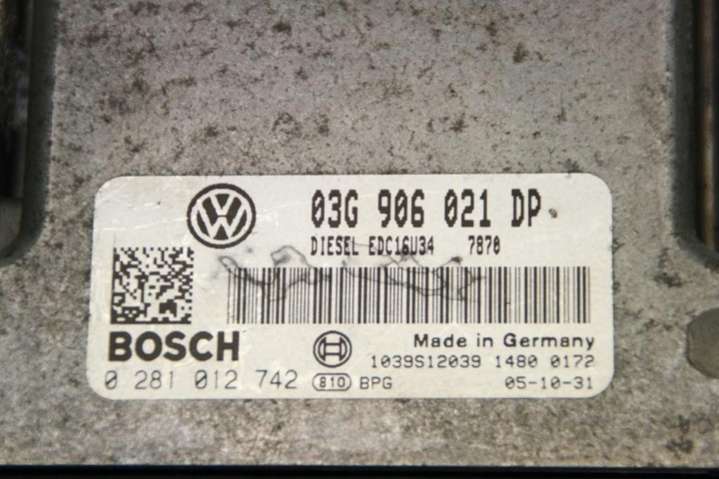 03G 906 021 DP
DIESEL EDC16U34 7870
BOSCH
Made in Germany
1039S12039 1480 0172
0 281 012 742 810 BPG 05-10-31